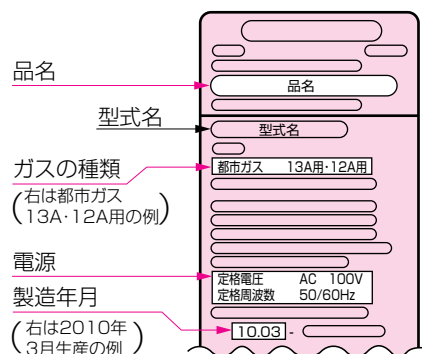 品名
品名
型式名
型式名
ガスの種類
(右は都市ガス
13A･12A用の例)
都市ガス 13A用･12A用
電源
定格電圧 AC 100V
定格周波数 50/60Hz
製造年月
(右は2010年
3月生産の例)
10.03 -